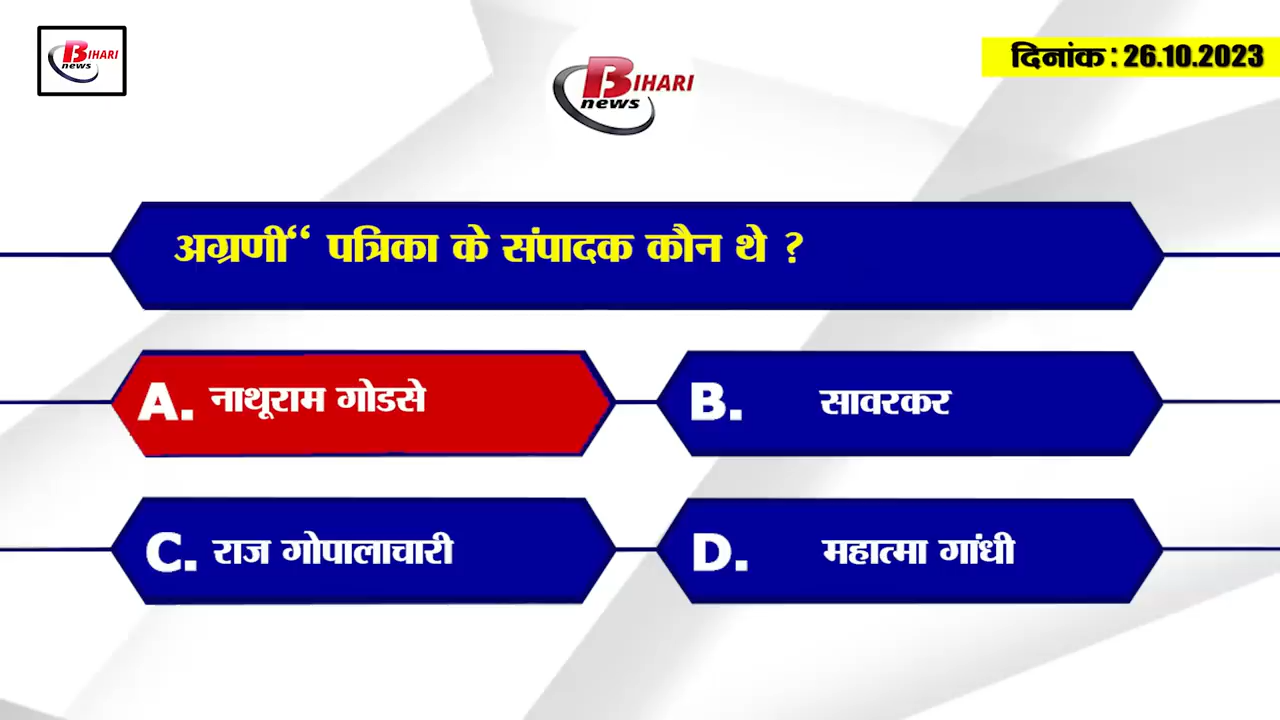 BIHARI
news
दिनांक : 26.10.2023
BIHARI
news
अग्रणी“ पत्रिका के संपादक कौन थे ?
A. नाथूराम गोडसे
B. सावरकर
C. राज गोपालाचारी
D. महात्मा गांधी